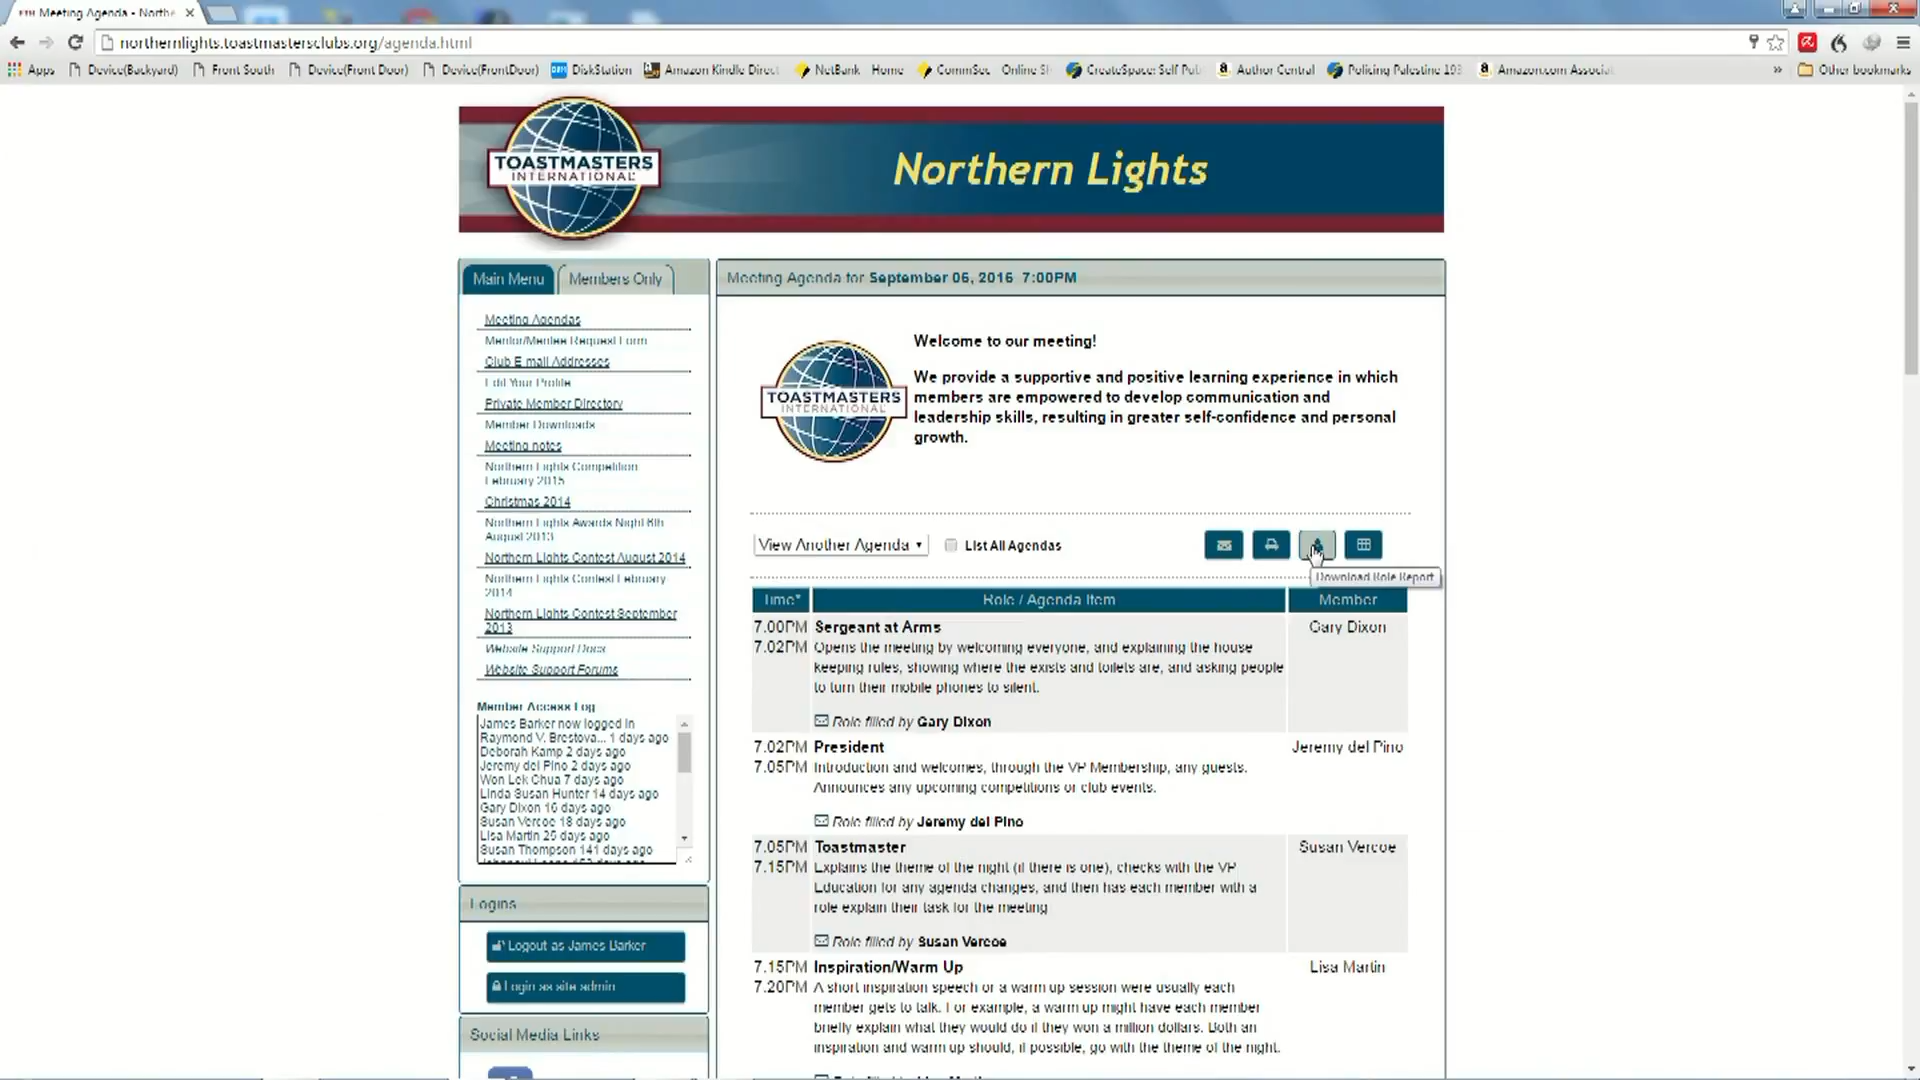 Meeting Agenda - Northe
northernlights.toastmastersclubs.org/agenda.html
Apps Device(Backyard) Front South Device(Front Door) Device(FrontDoor) DiskStation Amazon Kindle Direct NetBank Home CommSec Online Sh CreateSpace: Self Pub Author Central Policing Palestine 193 Amazon.com Associat » Other bookmarks
TOASTMASTERS
INTERNATIONAL
Northern Lights
Main Menu Members Only
Meeting Agendas
Mentor/Mentee Request Form
Club E-mail Addresses
Edit Your Profile
Private Member Directory
Member Downloads
Meeting notes
Northern Lights Competition
February 2015
Christmas 2014
Northern Lights Awards Night 6th
August 2013
Northern Lights Contest August 2014
Northern Lights Contest February
2014
Northern Lights Contest September
2013
Website Support Docs
Website Support Forums
Member Access Log
James Barker now logged in
Raymond V. Brestova... 1 days ago
Deborah Kamp 2 days ago
Jeremy del Pino 2 days ago
Won Lek Chua 7 days ago
Linda Susan Hunter 14 days ago
Gary Dixon 16 days ago
Susan Vercoe 18 days ago
Lisa Martin 25 days ago
Susan Thompson 141 days ago
Logins
Logout as James Barker
Login as site admin
Social Media Links
Meeting Agenda for September 06, 2016 7:00PM
TOASTMASTERS
INTERNATIONAL
Welcome to our meeting!
We provide a supportive and positive learning experience in which
members are empowered to develop communication and
leadership skills, resulting in greater self-confidence and personal
growth.
View Another Agenda List All Agendas
Download Role Report
Time* Role / Agenda Item Member
7.00PM Sergeant at Arms Gary Dixon
7.02PM Opens the meeting by welcoming everyone, and explaining the house
keeping rules, showing where the exists and toilets are, and asking people
to turn their mobile phones to silent.
Role filled by Gary Dixon
7.02PM President Jeremy del Pino
7.05PM Introduction and welcomes, through the VP Membership, any guests.
Announces any upcoming competitions or club events.
Role filled by Jeremy del Pino
7.05PM Toastmaster Susan Vercoe
7.15PM Explains the theme of the night (if there is one), checks with the VP
Education for any agenda changes, and then has each member with a
role explain their task for the meeting
Role filled by Susan Vercoe
7.15PM Inspiration/Warm Up Lisa Martin
7.20PM A short inspiration speech or a warm up session were usually each
member gets to talk. For example, a warm up might have each member
briefly explain what they would do if they won a million dollars. Both an
inspiration and warm up should, if possible, go with the theme of the night.